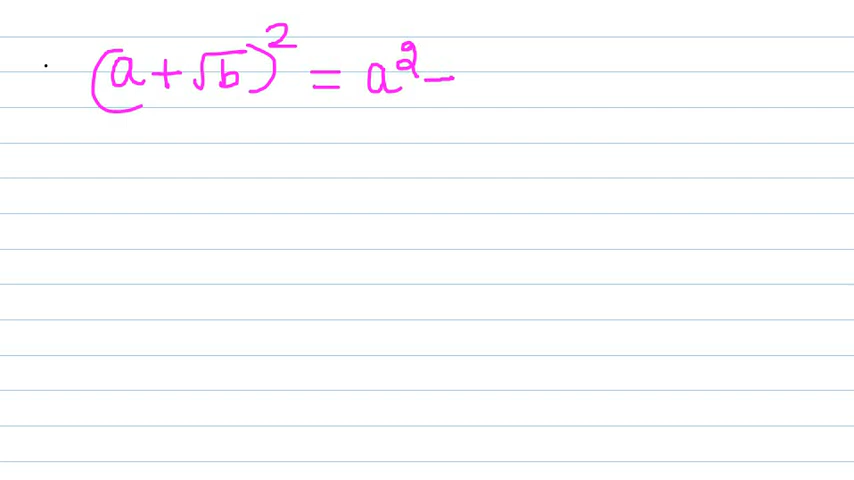 (a + √b)² = a² −